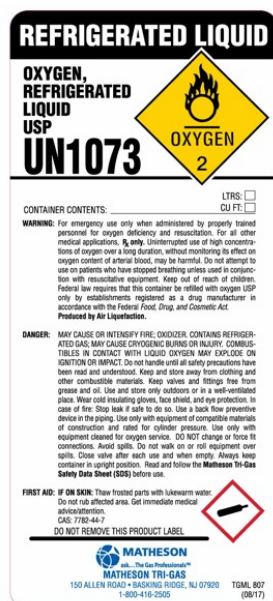 REFRIGERATED LIQUID
OXYGEN,
REFRIGERATED
LIQUID
USP
UN1073
OXYGEN
2
LTRS:
CONTAINER CONTENTS: CU FT:
WARNING: For emergency use only when administered by properly trained
personnel for oxygen deficiency and resuscitation. For all other
medical applications, ℞ only. Uninterrupted use of high concentra-
tions of oxygen over a long duration, without monitoring its effect on
oxygen content of arterial blood, may be harmful. Do not attempt to
use on patients who have stopped breathing unless used in conjunc-
tion with resuscitative equipment. Keep out of reach of children.
Federal law requires that this container be refilled with oxygen USP
only by establishments registered as a drug manufacturer in
accordance with the Federal Food, Drug, and Cosmetic Act.
Produced by Air Liquefaction.
DANGER: MAY CAUSE OR INTENSIFY FIRE; OXIDIZER. CONTAINS REFRIGER-
ATED GAS; MAY CAUSE CRYOGENIC BURNS OR INJURY. COMBUS-
TIBLES IN CONTACT WITH LIQUID OXYGEN MAY EXPLODE ON
IGNITION OR IMPACT. Do not handle until all safety precautions have
been read and understood. Keep and store away from clothing and
other combustible materials. Keep valves and fittings free from
grease and oil. Use and store only outdoors or in a well-ventilated
place. Wear cold insulating gloves, face shield, and eye protection. In
case of fire: Stop leak if safe to do so. Use a back flow preventive
device in the piping. Use only with equipment of compatible materials
of construction and rated for cylinder pressure. Use only with
equipment cleaned for oxygen service. DO NOT change or force fit
connections. Avoid spills. Do not walk on or roll equipment over
spills. Close valve after each use and when empty. Always keep
container in upright position. Read and follow the Matheson Tri-Gas
Safety Data Sheet (SDS) before use.
FIRST AID: IF ON SKIN: Thaw frosted parts with lukewarm water.
Do not rub affected area. Get immediate medical
advice/attention.
CAS: 7782-44-7
DO NOT REMOVE THIS PRODUCT LABEL
MATHESON
ask....The Gas Professionals™
MATHESON TRI-GAS
150 ALLEN ROAD • BASKING RIDGE, NJ 07920
1-800-416-2505
TGML 807
(08/17)